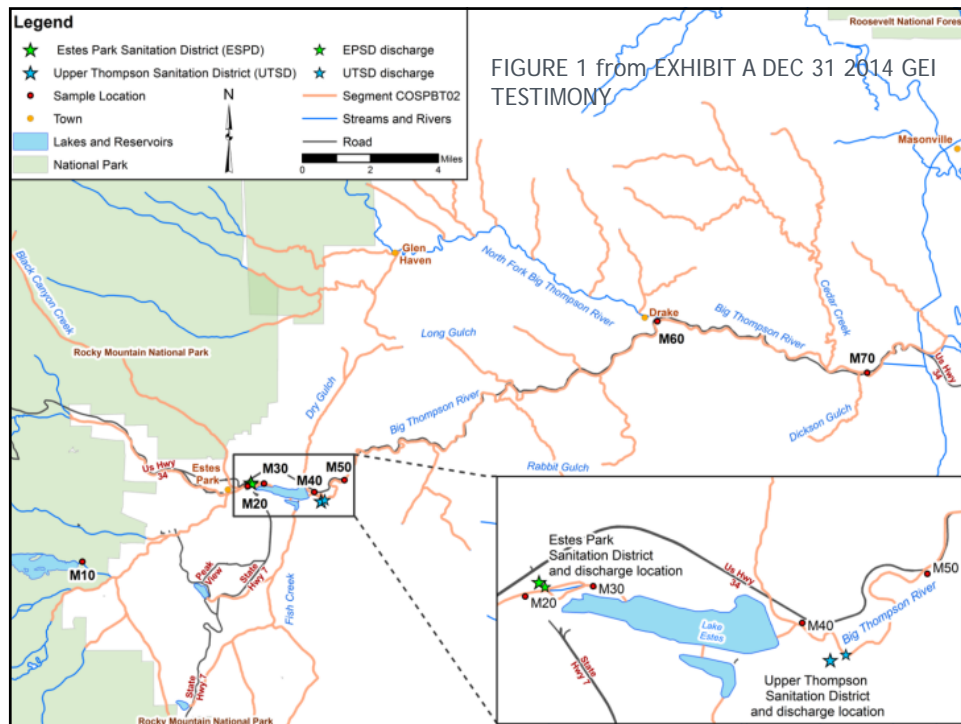 Legend
Estes Park Sanitation District (ESPD)
Upper Thompson Sanitation District (UTSD)
Sample Location
Town
Lakes and Reservoirs
National Park
N
EPSD discharge
UTSD discharge
Segment COSPBT02
Streams and Rivers
Road
Miles
0 2 4
FIGURE 1 from EXHIBIT A DEC 31 2014 GEI
TESTIMONY
Roosevelt National Fores
Masonville
Glen
Haven
North Fork Big Thompson River
Black Canyon Creek
Rocky Mountain National Park
Long Gulch
Dry Gulch
Drake
M60
Big Thompson River
Cedar Creek
M70
Us Hwy
34
Dickson Gulch
Big Thompson River
Rabbit Gulch
Us Hwy
34
Estes
Park
M30
M20
M40
M50
M10
Peak
View
State
Hwy 7
Fish Creek
State
Hwy 7
Rocky Mountain National Park
Estes Park
Sanitation District
and discharge location
Us Hwy
34
M50
M20
M30
Lake
Estes
M40
Big Thompson River
State
Hwy 7
Upper Thompson
Sanitation District
and discharge location